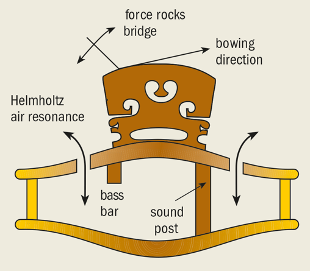 force rocks
bridge
bowing
direction
Helmholtz
air resonance
bass
bar
sound
post